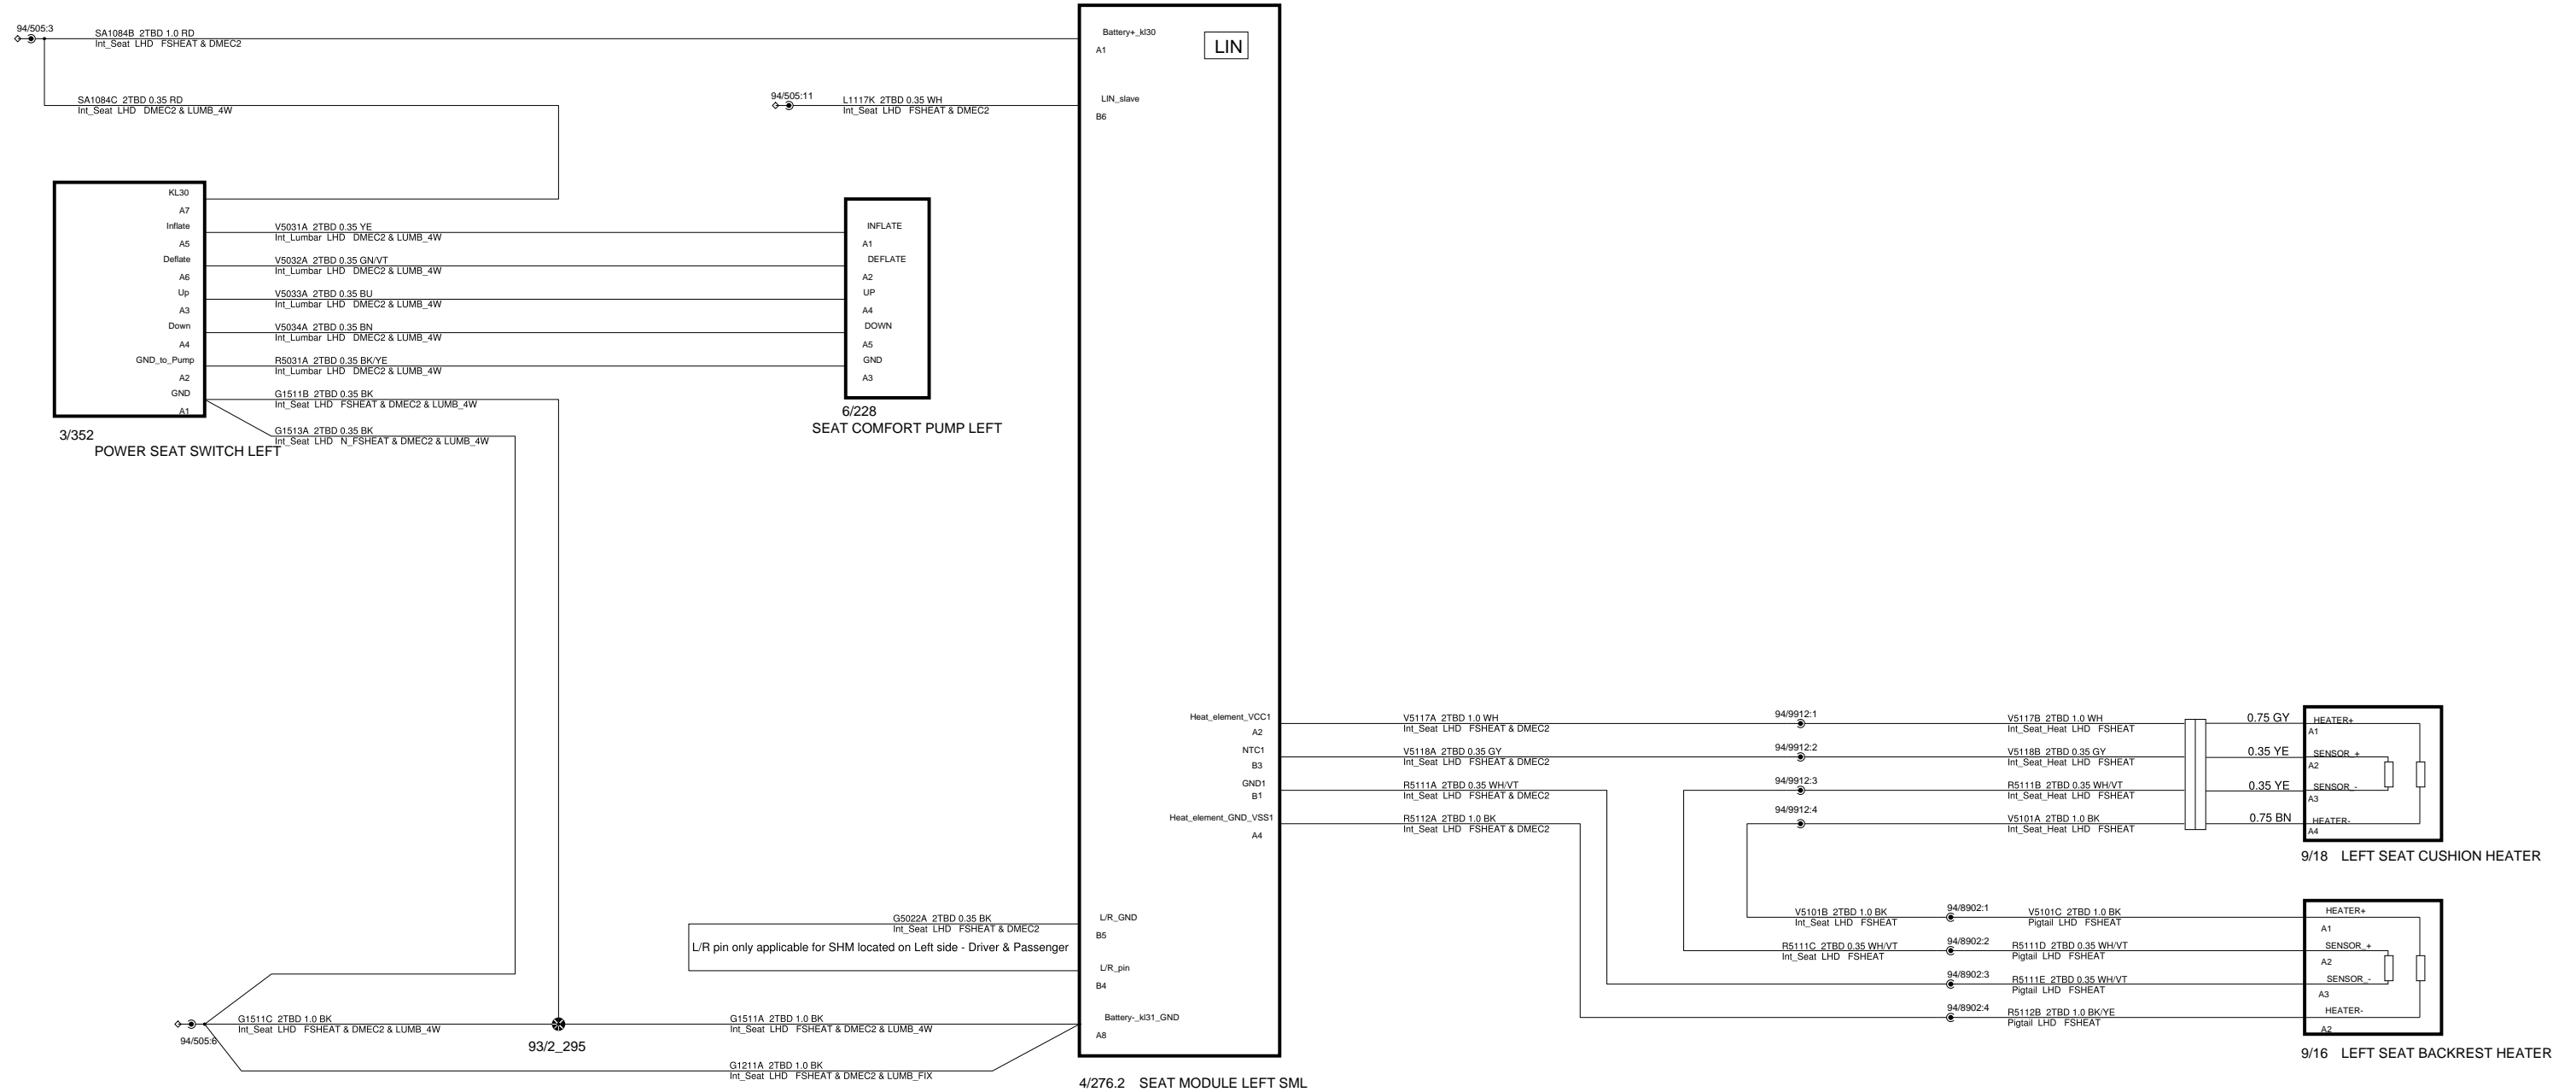 94/505:3
SA1084B 2TBD 1.0 RD
Int_Seat LHD FSHEAT & DMEC2
SA1084C 2TBD 0.35 RD
Int_Seat LHD DMEC2 & LUMB_4W
94/505:11
L1117K 2TBD 0.35 WH
Int_Seat LHD FSHEAT & DMEC2
Battery+_kl30
A1
LIN
LIN_slave
B6
KL30
A7
Inflate
A5
Deflate
A6
Up
A3
Down
A4
GND_to_Pump
A2
GND
A1
3/352
POWER SEAT SWITCH LEFT
V5031A 2TBD 0.35 YE
Int_Lumbar LHD DMEC2 & LUMB_4W
V5032A 2TBD 0.35 GN/VT
Int_Lumbar LHD DMEC2 & LUMB_4W
V5033A 2TBD 0.35 BU
Int_Lumbar LHD DMEC2 & LUMB_4W
V5034A 2TBD 0.35 BN
Int_Lumbar LHD DMEC2 & LUMB_4W
R5031A 2TBD 0.35 BK/YE
Int_Lumbar LHD DMEC2 & LUMB_4W
G1511B 2TBD 0.35 BK
Int_Seat LHD FSHEAT & DMEC2 & LUMB_4W
G1513A 2TBD 0.35 BK
Int_Seat LHD N_FSHEAT & DMEC2 & LUMB_4W
INFLATE
A1
DEFLATE
A2
UP
A4
DOWN
A5
GND
A3
6/228
SEAT COMFORT PUMP LEFT
Heat_element_VCC1
A2
NTC1
B3
GND1
B1
Heat_element_GND_VSS1
A4
V5117A 2TBD 1.0 WH
Int_Seat LHD FSHEAT & DMEC2
V5118A 2TBD 0.35 GY
Int_Seat LHD FSHEAT & DMEC2
R5111A 2TBD 0.35 WH/VT
Int_Seat LHD FSHEAT & DMEC2
R5112A 2TBD 1.0 BK
Int_Seat LHD FSHEAT & DMEC2
94/9912:1
94/9912:2
94/9912:3
94/9912:4
V5117B 2TBD 1.0 WH
Int_Seat_Heat LHD FSHEAT
V5118B 2TBD 0.35 GY
Int_Seat_Heat LHD FSHEAT
R5111B 2TBD 0.35 WH/VT
Int_Seat_Heat LHD FSHEAT
V5101A 2TBD 1.0 BK
Int_Seat_Heat LHD FSHEAT
0.75 GY
0.35 YE
0.35 YE
0.75 BN
HEATER+
A1
SENSOR_+
A2
SENSOR_-
A3
HEATER-
A4
9/18 LEFT SEAT CUSHION HEATER
V5101B 2TBD 1.0 BK
Int_Seat LHD FSHEAT
R5111C 2TBD 0.35 WH/VT
Int_Seat LHD FSHEAT
94/8902:1
94/8902:2
94/8902:3
94/8902:4
V5101C 2TBD 1.0 BK
Pigtail LHD FSHEAT
R5111D 2TBD 0.35 WH/VT
Pigtail LHD FSHEAT
R5111E 2TBD 0.35 WH/VT
Pigtail LHD FSHEAT
R5112B 2TBD 1.0 BK/YE
Pigtail LHD FSHEAT
HEATER+
A1
SENSOR_+
A2
SENSOR_-
A3
HEATER-
A2
9/16 LEFT SEAT BACKREST HEATER
G5022A 2TBD 0.35 BK
Int_Seat LHD FSHEAT & DMEC2
L/R pin only applicable for SHM located on Left side - Driver & Passenger
L/R_GND
B5
L/R_pin
B4
Battery-_kl31_GND
A8
94/505:6
G1511C 2TBD 1.0 BK
Int_Seat LHD FSHEAT & DMEC2 & LUMB_4W
93/2_295
G1511A 2TBD 1.0 BK
Int_Seat LHD FSHEAT & DMEC2 & LUMB_4W
G1211A 2TBD 1.0 BK
Int_Seat LHD FSHEAT & DMEC2 & LUMB_FIX
4/276.2 SEAT MODULE LEFT SML